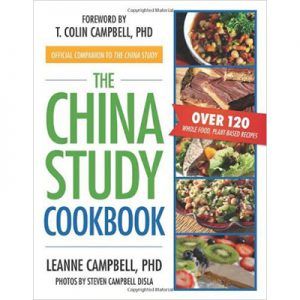 FOREWORD BY
T. COLIN CAMPBELL, PHD
OFFICIAL COMPANION TO THE CHINA STUDY
THE
CHINA
STUDY
COOKBOOK
OVER 120
WHOLE FOOD, PLANT-BASED RECIPES
LEANNE CAMPBELL, PHD
PHOTOS BY STEVEN CAMPBELL DISLA